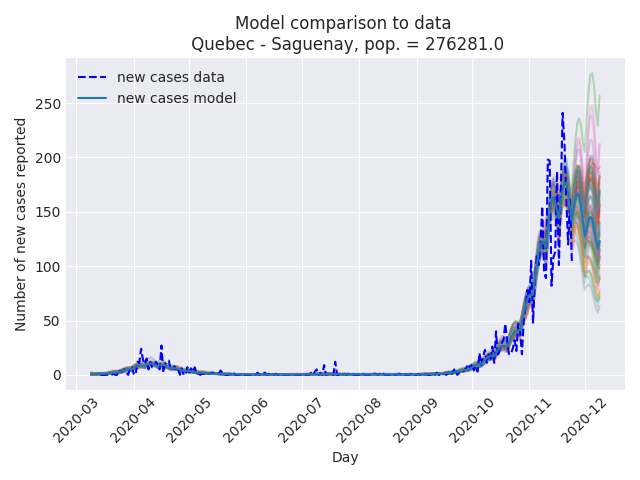 Model comparison to data
Quebec - Saguenay, pop. = 276281.0
new cases data
new cases model
Number of new cases reported
250
200
150
100
50
0
2020-03
2020-04
2020-05
2020-06
2020-07
2020-08
2020-09
2020-10
2020-11
2020-12
Day